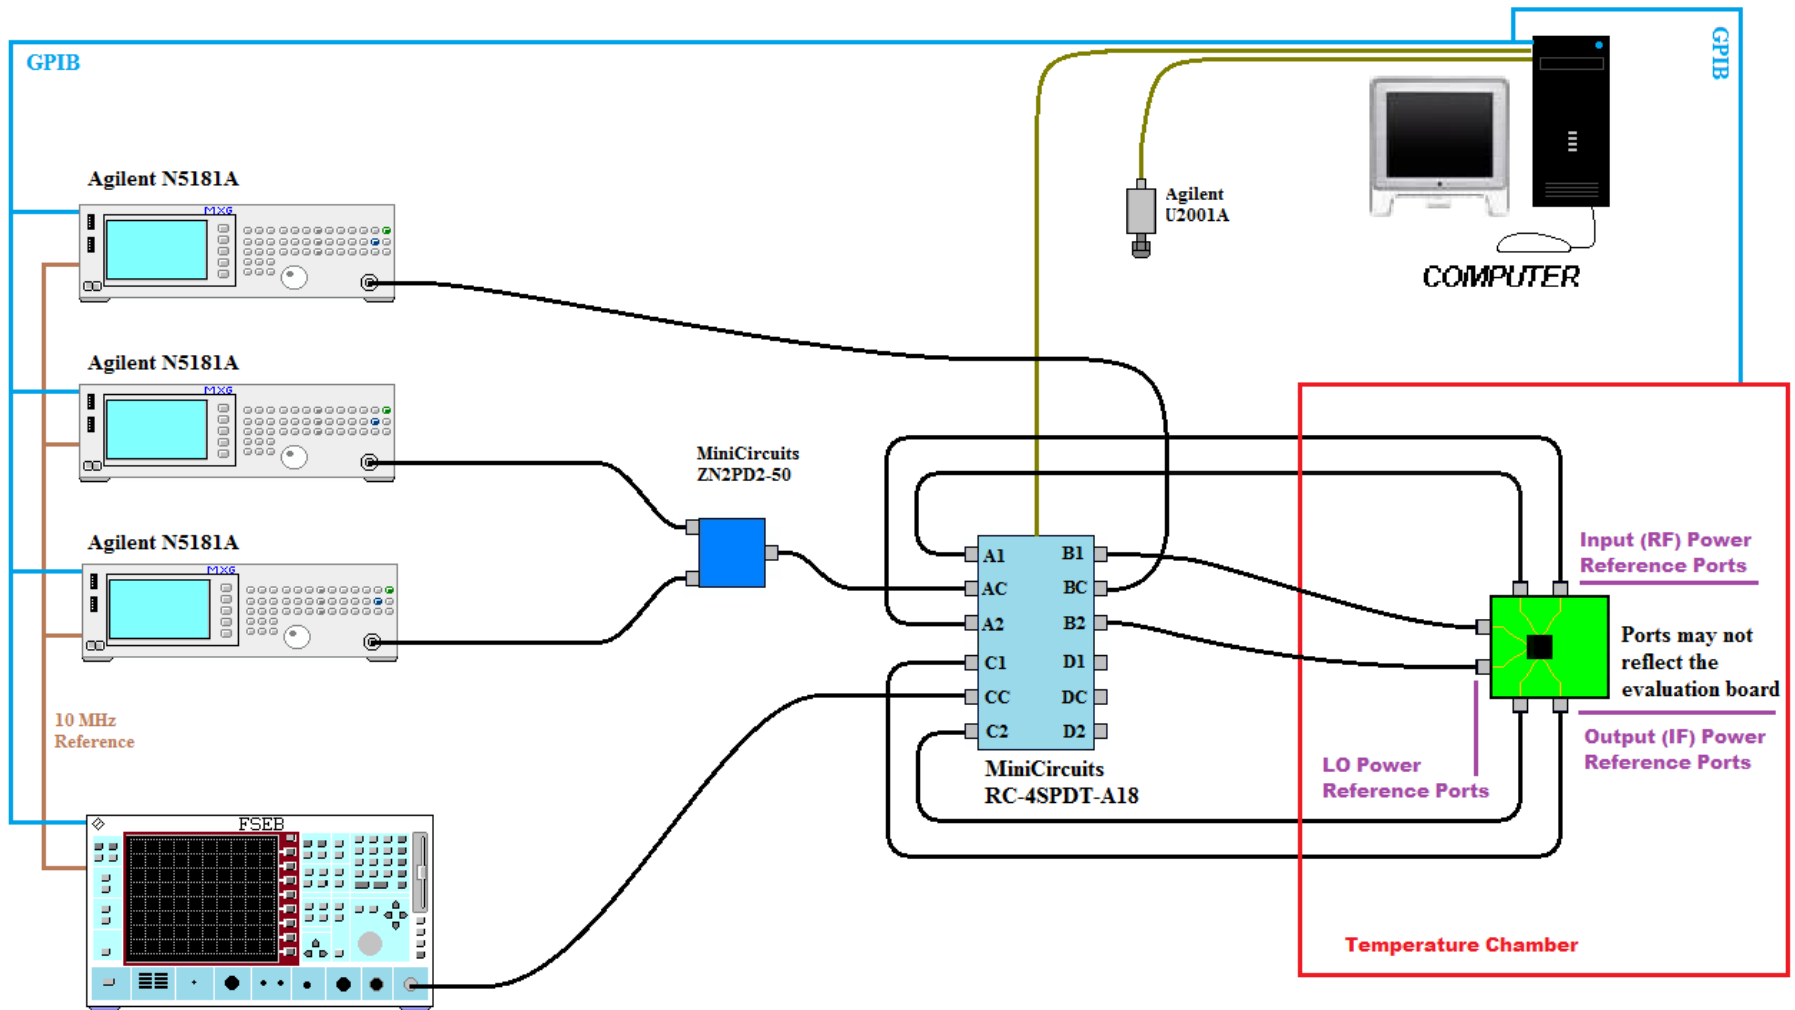 GPIB
GPIB
Agilent N5181A
MXG
Agilent
U2001A
COMPUTER
Agilent N5181A
MXG
MiniCircuits
ZN2PD2-50
Agilent N5181A
MXG
A1
B1
AC
BC
A2
B2
C1
D1
CC
DC
C2
D2
MiniCircuits
RC-4SPDT-A18
Input (RF) Power
Reference Ports
Ports may not
reflect the
evaluation board
Output (IF) Power
Reference Ports
LO Power
Reference Ports
10 MHz
Reference
FSEB
Temperature Chamber